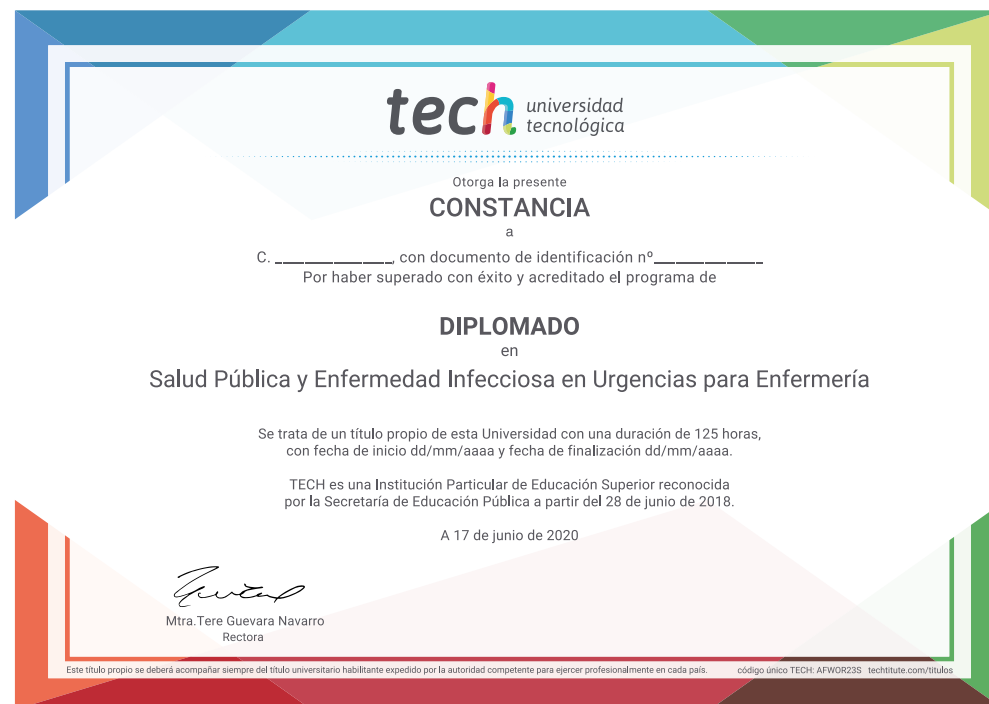 tech universidad
tecnológica
Otorga la presente
CONSTANCIA
a
C. ______________, con documento de identificación nº_____________
Por haber superado con éxito y acreditado el programa de
DIPLOMADO
en
Salud Pública y Enfermedad Infecciosa en Urgencias para Enfermería
Se trata de un título propio de esta Universidad con una duración de 125 horas,
con fecha de inicio dd/mm/aaaa y fecha de finalización dd/mm/aaaa.
TECH es una Institución Particular de Educación Superior reconocida
por la Secretaría de Educación Pública a partir del 28 de junio de 2018.
A 17 de junio de 2020
Mtra.Tere Guevara Navarro
Rectora
Este título propio se deberá acompañar siempre del título universitario habilitante expedido por la autoridad competente para ejercer profesionalmente en cada país. código único TECH: AFWOR23S techtitute.com/titulos